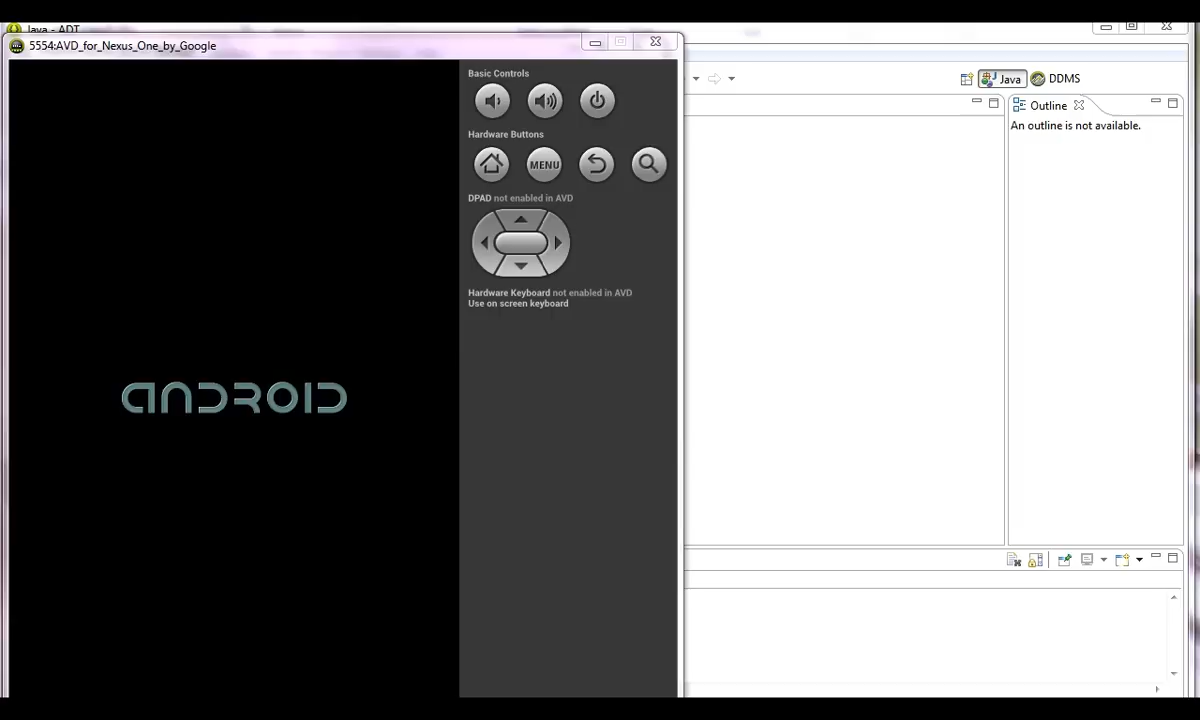 Java - ADT
5554:AVD_for_Nexus_One_by_Google
Basic Controls
Hardware Buttons
MENU
DPAD not enabled in AVD
Hardware Keyboard not enabled in AVD
Use on screen keyboard
ANDROID
Java
DDMS
Outline
An outline is not available.